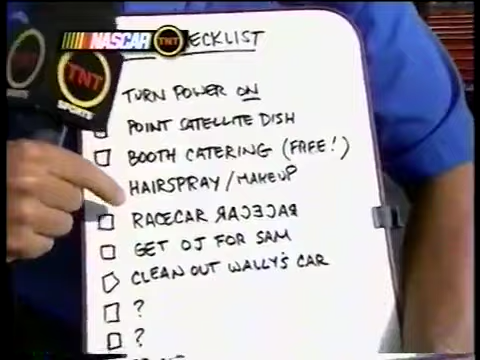 NASCAR TNT
TNT
SPORTS
ECKLIST
TURN POWER ON
POINT SATELLITE DISH
BOOTH CATERING (FREE!)
HAIRSPRAY/MAKEUP
RACECAR ЯACƎCAЯ
GET OJ FOR SAM
CLEAN OUT WALLY'S CAR
?
?